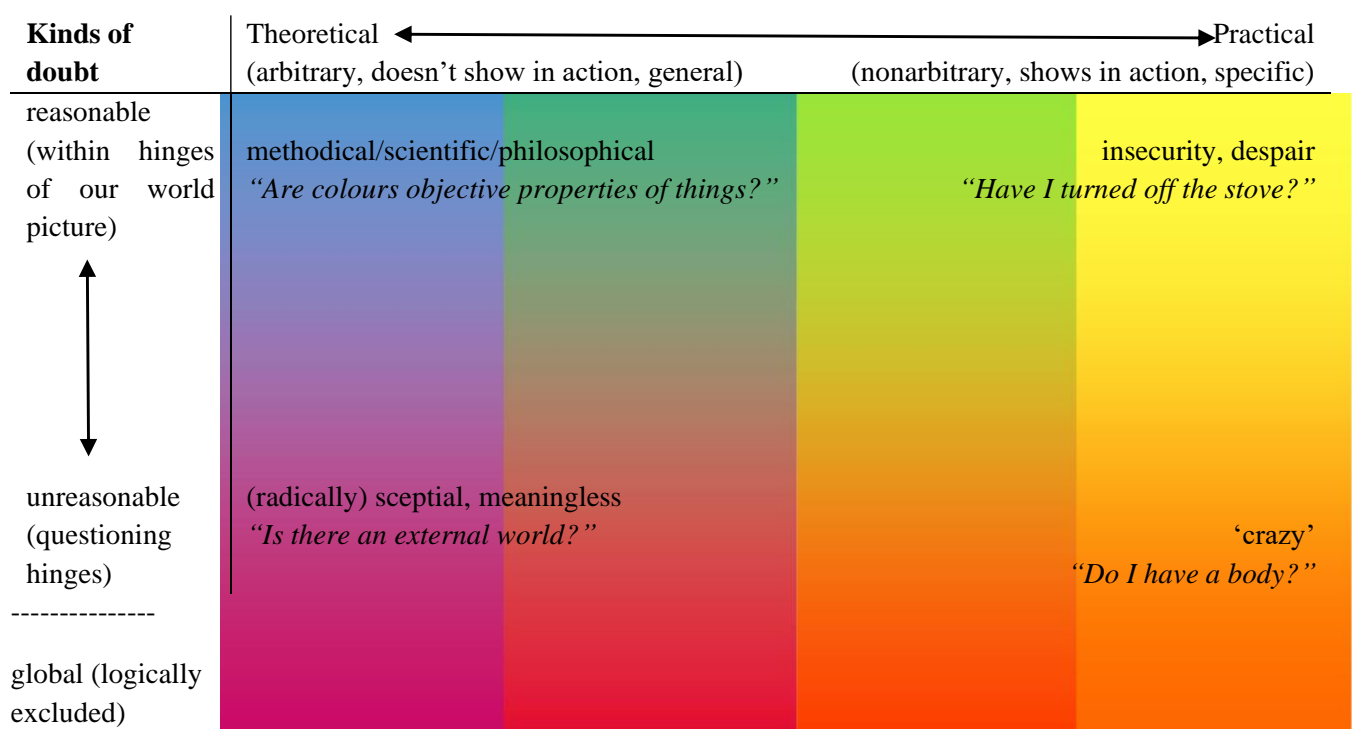 Kinds of doubt
Theoretical Practical
(arbitrary, doesn’t show in action, general) (nonarbitrary, shows in action, specific)
reasonable
(within hinges
of our world
picture)
methodical/scientific/philosophical
“Are colours objective properties of things?”
insecurity, despair
“Have I turned off the stove?”
unreasonable
(questioning
hinges)
(radically) sceptial, meaningless
“Is there an external world?”
‘crazy’
“Do I have a body?”
---------------
global (logically
excluded)